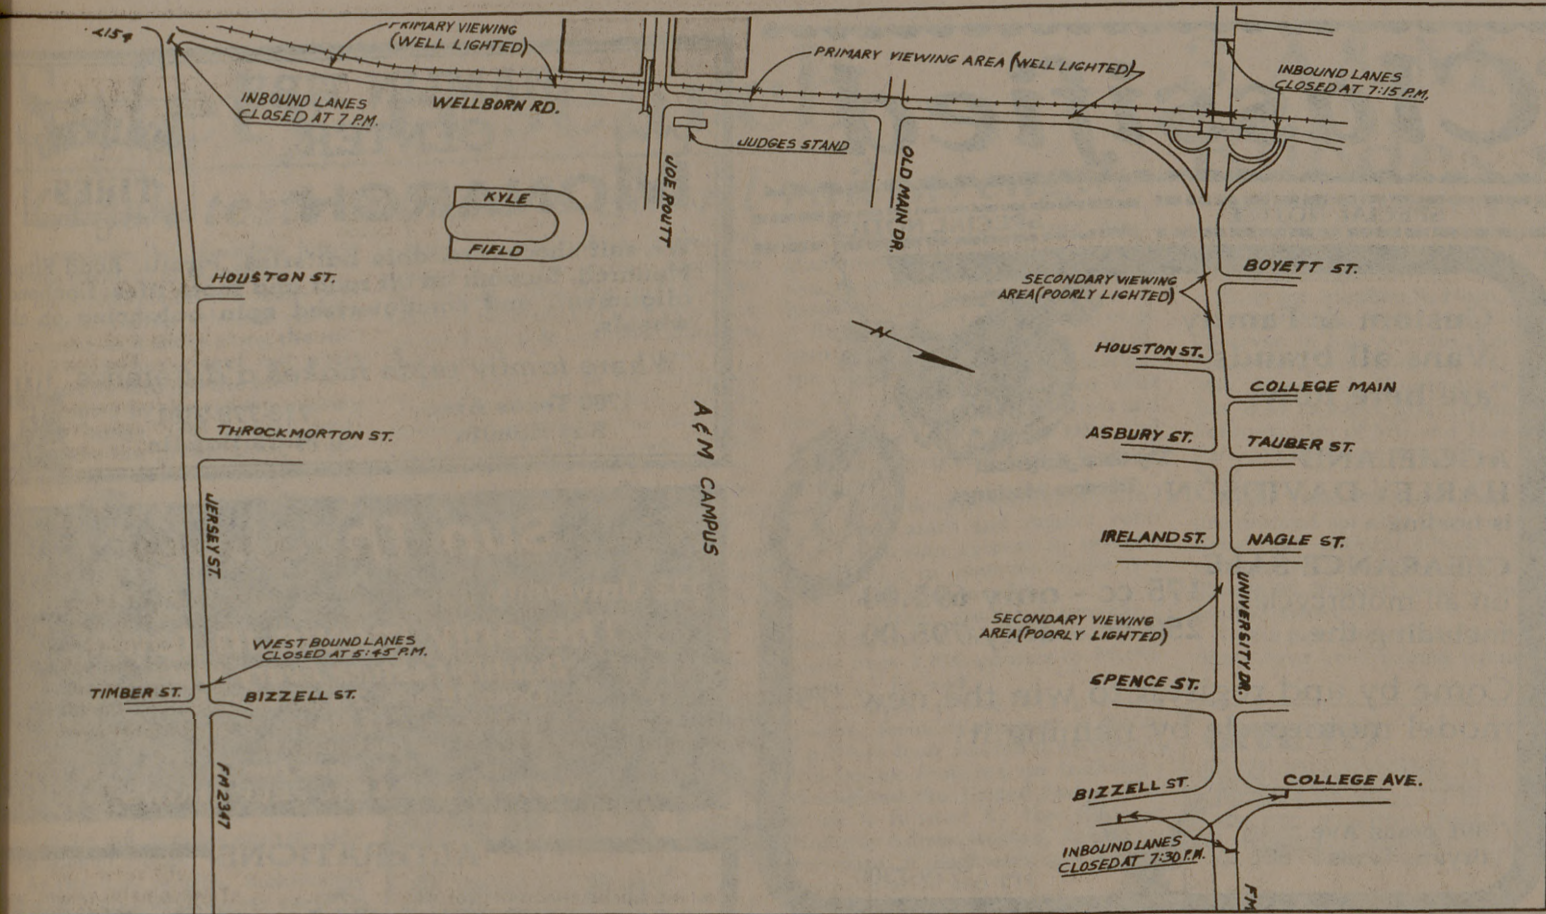 2154
PRIMARY VIEWING
(WELL LIGHTED)
WELLBORN RD.
INBOUND LANES
CLOSED AT 7 P.M.
PRIMARY VIEWING AREA (WELL LIGHTED)
INBOUND LANES
CLOSED AT 7:15 P.M.
JUDGES STAND
JOE ROUTT
OLD MAIN DR.
KYLE
FIELD
HOUSTON ST.
SECONDARY VIEWING
AREA (POORLY LIGHTED)
BOYETT ST.
N
HOUSTON ST.
COLLEGE MAIN
A & M CAMPUS
THROCKMORTON ST.
ASBURY ST.
TAUBER ST.
JERSEY ST.
IRELAND ST.
NAGLE ST.
UNIVERSITY DR.
SECONDARY VIEWING
AREA (POORLY LIGHTED)
WEST BOUND LANES
CLOSED AT 5:45 P.M.
TIMBER ST.
BIZZELL ST.
SPENCE ST.
FM 2347
BIZZELL ST.
COLLEGE AVE.
INBOUND LANES
CLOSED AT 7:30 P.M.
FM